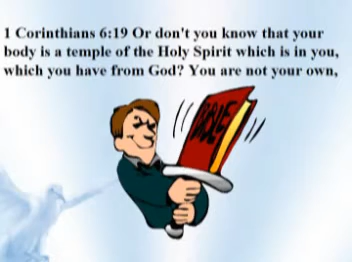 1 Corinthians 6:19 Or don't you know that your
body is a temple of the Holy Spirit which is in you,
which you have from God? You are not your own,
BIBLE